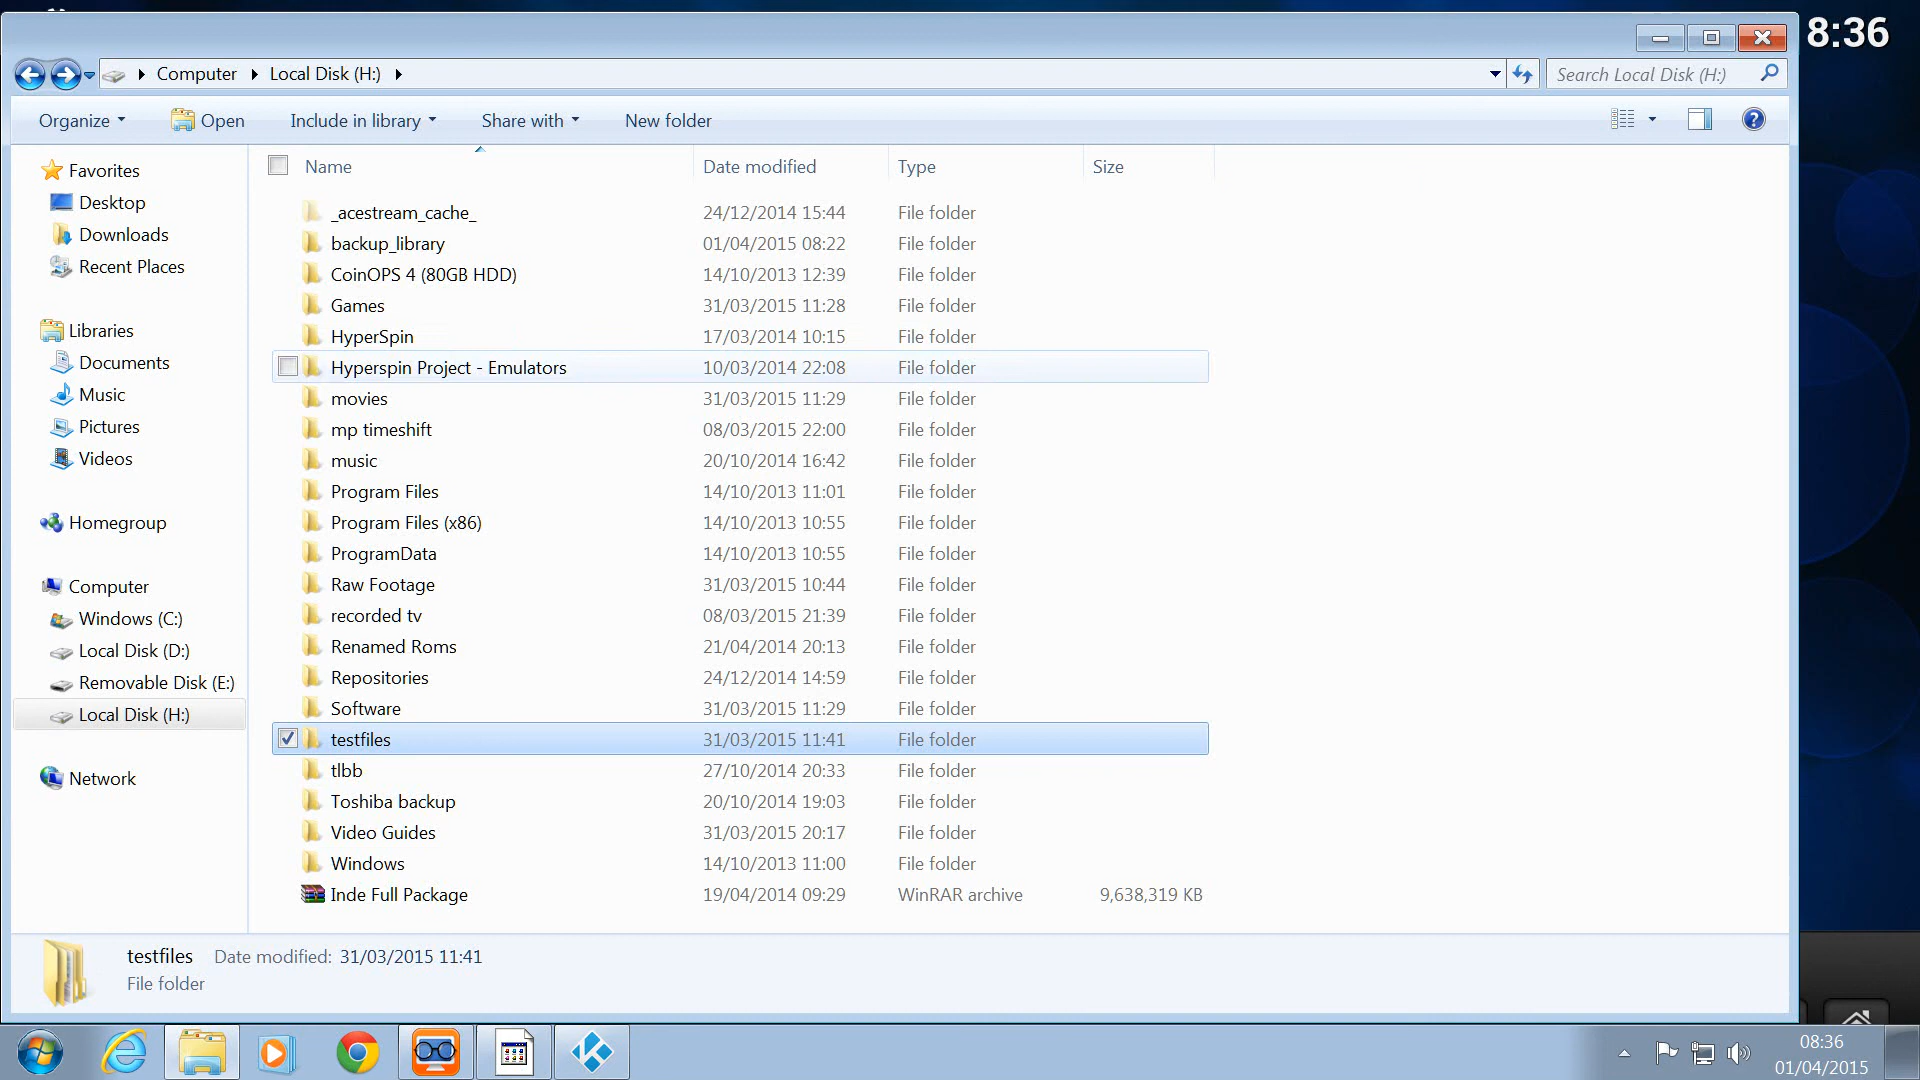 8:36
Computer Local Disk (H:)
Search Local Disk (H:)
Organize Open Include in library Share with New folder
Name Date modified Type Size
Favorites
Desktop
Downloads
Recent Places
Libraries
Documents
Music
Pictures
Videos
Homegroup
Computer
Windows (C:)
Local Disk (D:)
Removable Disk (E:)
Local Disk (H:)
Network
_acestream_cache_ 24/12/2014 15:44 File folder
backup_library 01/04/2015 08:22 File folder
CoinOPS 4 (80GB HDD) 14/10/2013 12:39 File folder
Games 31/03/2015 11:28 File folder
HyperSpin 17/03/2014 10:15 File folder
Hyperspin Project - Emulators 10/03/2014 22:08 File folder
movies 31/03/2015 11:29 File folder
mp timeshift 08/03/2015 22:00 File folder
music 20/10/2014 16:42 File folder
Program Files 14/10/2013 11:01 File folder
Program Files (x86) 14/10/2013 10:55 File folder
ProgramData 14/10/2013 10:55 File folder
Raw Footage 31/03/2015 10:44 File folder
recorded tv 08/03/2015 21:39 File folder
Renamed Roms 21/04/2014 20:13 File folder
Repositories 24/12/2014 14:59 File folder
Software 31/03/2015 11:29 File folder
testfiles 31/03/2015 11:41 File folder
tlbb 27/10/2014 20:33 File folder
Toshiba backup 20/10/2014 19:03 File folder
Video Guides 31/03/2015 20:17 File folder
Windows 14/10/2013 11:00 File folder
Inde Full Package 19/04/2014 09:29 WinRAR archive 9,638,319 KB
testfiles Date modified: 31/03/2015 11:41
File folder
08:36
01/04/2015